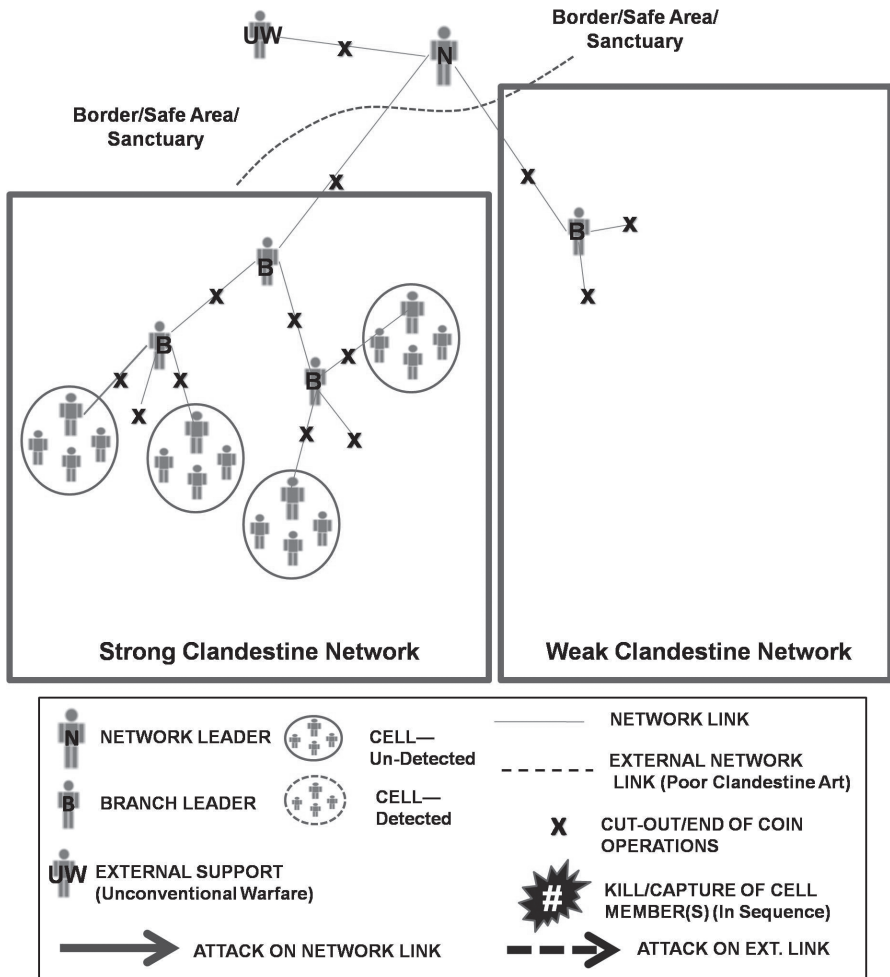 UW
N
Border/Safe Area/
Sanctuary
Border/Safe Area/
Sanctuary
X
X
X
B
X
X
B
X
X
B
X
B
X
X
X
X
X
X
Strong Clandestine Network
Weak Clandestine Network
N NETWORK LEADER
CELL—
Un-Detected
NETWORK LINK
B BRANCH LEADER
CELL—
Detected
EXTERNAL NETWORK
LINK (Poor Clandestine Art)
UW EXTERNAL SUPPORT
(Unconventional Warfare)
X CUT-OUT/END OF COIN
OPERATIONS
# KILL/CAPTURE OF CELL
MEMBER(S) (In Sequence)
ATTACK ON NETWORK LINK
ATTACK ON EXT. LINK